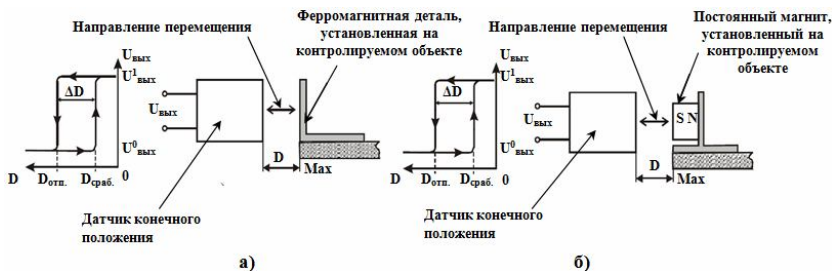 Направление перемещения
Ферромагнитная деталь,
установленная на
контролируемом объекте
Uвых
U¹вых
ΔD
Uвых
U⁰вых
D
Dотп.
Dсраб.
0
D
Max
Датчик конечного
положения
а)
Направление перемещения
Постоянный магнит,
установленный на
контролируемом
объекте
Uвых
U¹вых
ΔD
Uвых
S N
U⁰вых
D
Dотп.
Dсраб.
0
D
Max
Датчик конечного
положения
б)